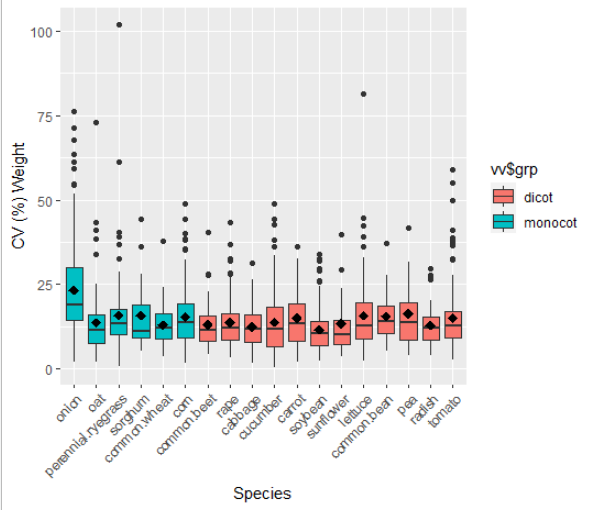 CV (%) Weight
100
75
50
25
0
onion
oat
perennial.ryegrass
sorghum
common.wheat
corn
common.beet
rape
cabbage
cucumber
carrot
soybean
sunflower
lettuce
common.bean
pea
radish
tomato
Species
vv$grp
dicot
monocot